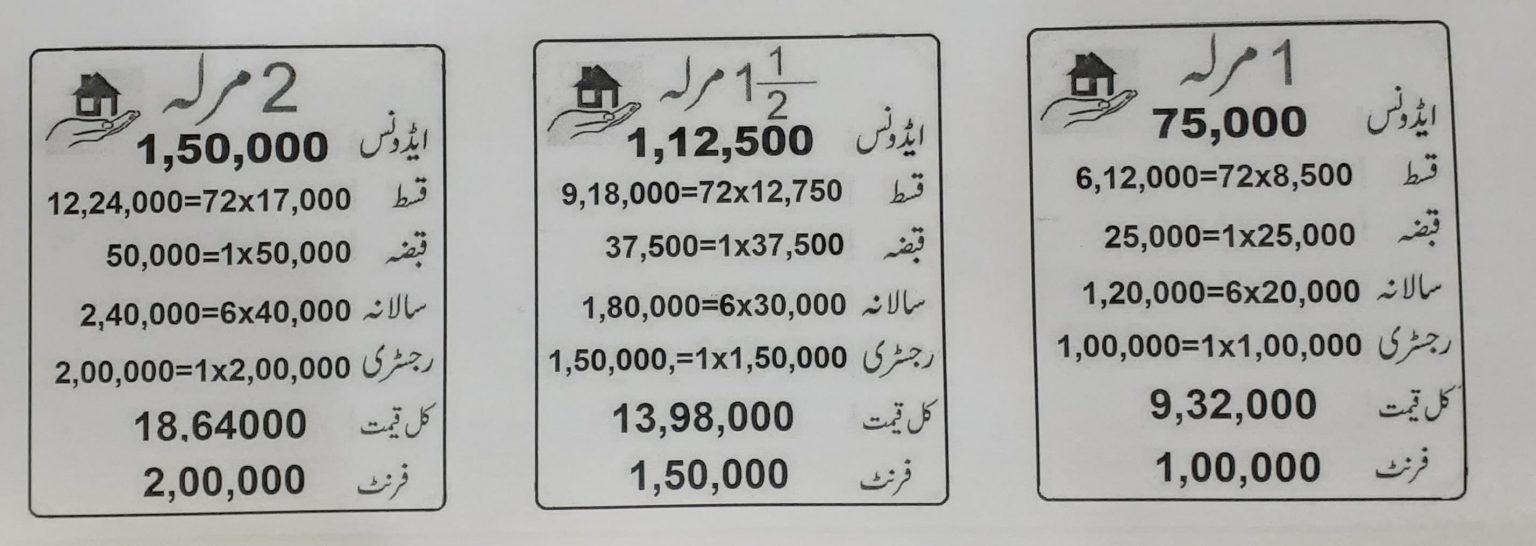 1 مرلہ
ایڈونس 75,000
قسط 6,12,000=72x8,500
قبضہ 25,000=1x25,000
سالانہ 1,20,000=6x20,000
رجسٹری 1,00,000=1x1,00,000
کل قیمت 9,32,000
فرنٹ 1,00,000
1 1/2 مرلہ
ایڈونس 1,12,500
قسط 9,18,000=72x12,750
قبضہ 37,500=1x37,500
سالانہ 1,80,000=6x30,000
رجسٹری 1,50,000,=1x1,50,000
کل قیمت 13,98,000
فرنٹ 1,50,000
2 مرلہ
ایڈونس 1,50,000
قسط 12,24,000=72x17,000
قبضہ 50,000=1x50,000
سالانہ 2,40,000=6x40,000
رجسٹری 2,00,000=1x2,00,000
کل قیمت 18.64000
فرنٹ 2,00,000